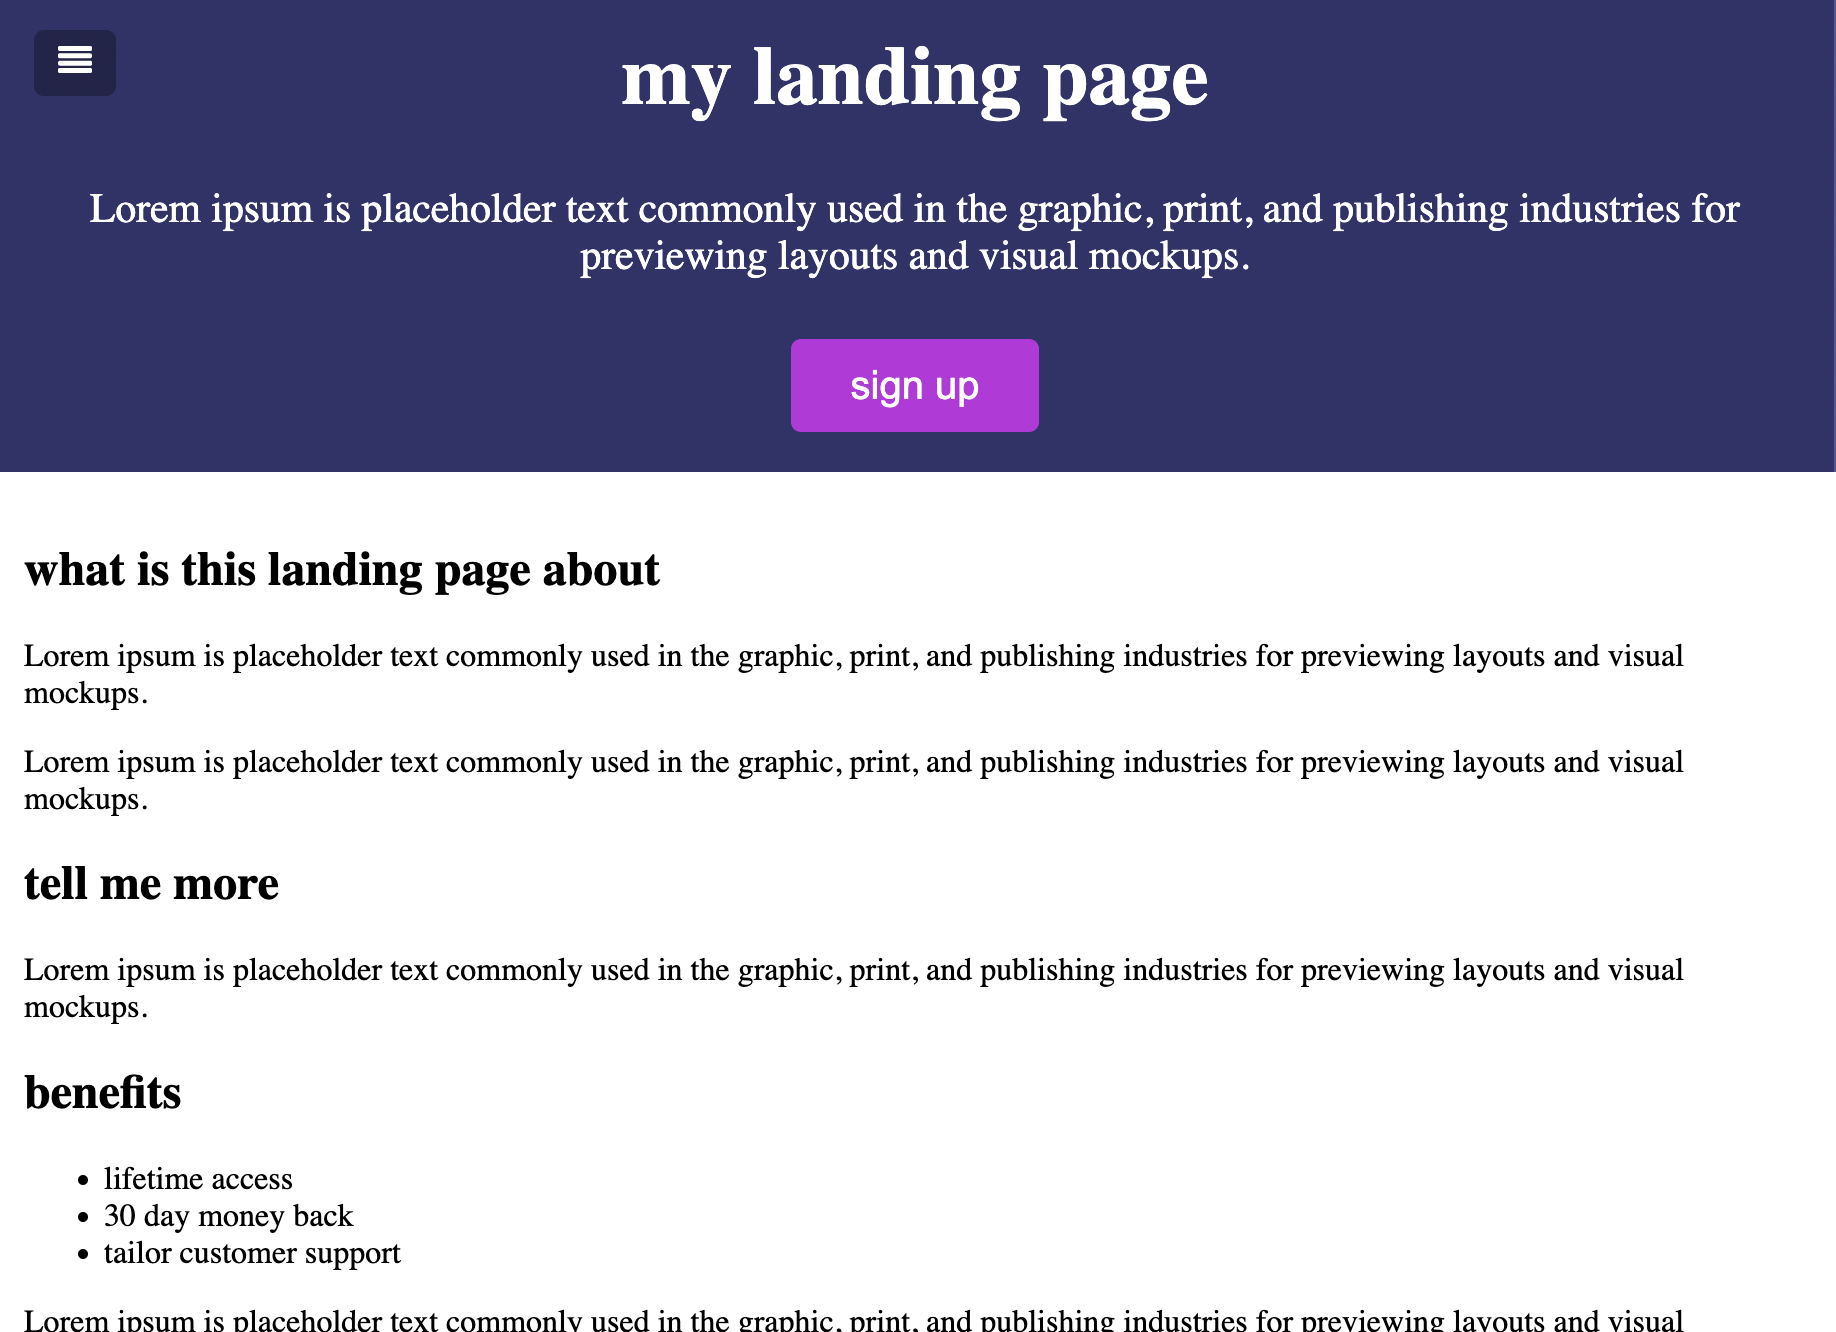 my landing page
Lorem ipsum is placeholder text commonly used in the graphic, print, and publishing industries for
previewing layouts and visual mockups.
sign up
what is this landing page about
Lorem ipsum is placeholder text commonly used in the graphic, print, and publishing industries for previewing layouts and visual
mockups.
Lorem ipsum is placeholder text commonly used in the graphic, print, and publishing industries for previewing layouts and visual
mockups.
tell me more
Lorem ipsum is placeholder text commonly used in the graphic, print, and publishing industries for previewing layouts and visual
mockups.
benefits
• lifetime access
• 30 day money back
• tailor customer support
Lorem ipsum is placeholder text commonly used in the graphic, print, and publishing industries for previewing layouts and visual